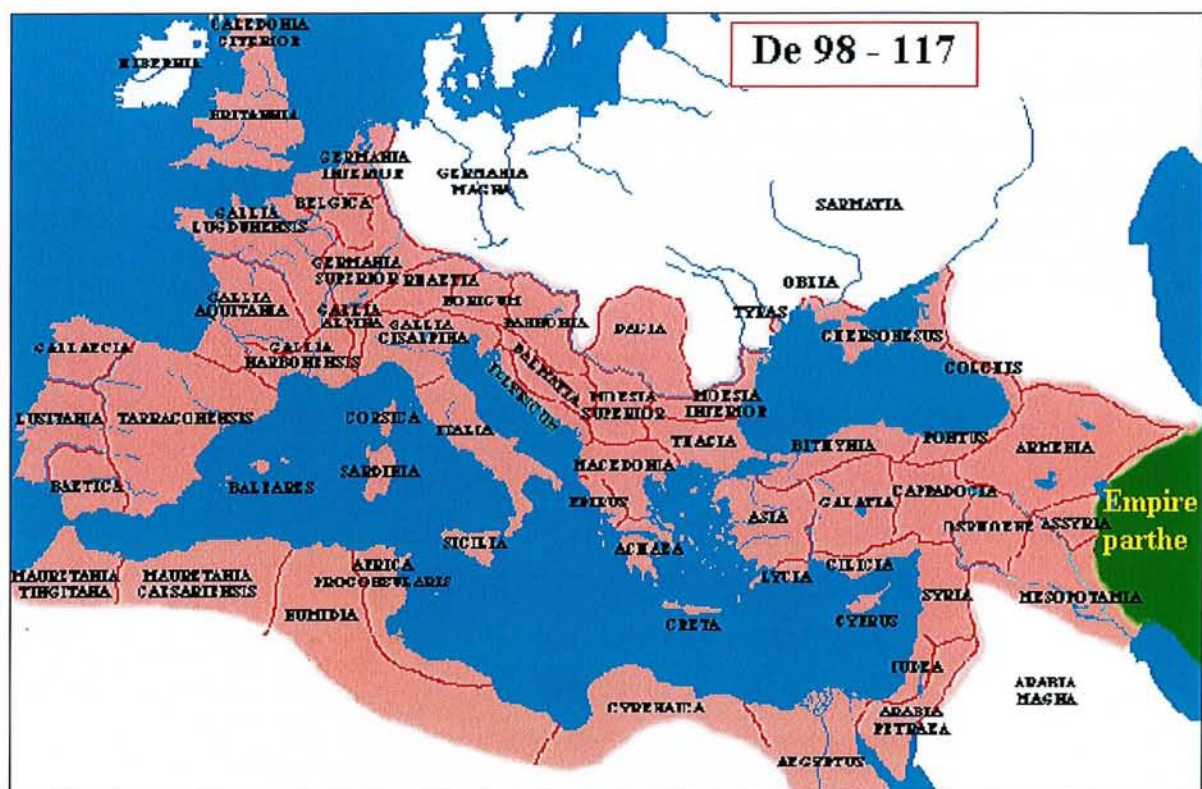 De 98 - 117
CALEDONIA
CITERIOR
HIBERNIA
BRITANNIA
GERMANIA
INFERIOR
GERMANIA
MAGNA
BELGICA
GALLIA
LUGDUNENSIS
SARMATIA
GERMANIA
SUPERIOR
RHAETIA
NORICUM
OBIIA
TYRAS
GALLIA
AQUITANIA
GALLIA
ALPINA
GALLIA
CISALPINA
PANNONIA
DACIA
CHERSONESUS
GALLAECIA
GALLIA
NARBONENSIS
DALMATIA
COLCHIS
MOESIA
SUPERIOR
MOESIA
INFERIOR
LUSITANIA
TARRACONENSIS
CORSICA
ITALIA
THACIA
BITHYNIA
PONTUS
ARMENIA
SARDINIA
MACEDONIA
BAETICA
BALEARES
EPIRUS
ASIA
GALATIA
CAPPADOCIA
Empire
parthe
OSRHOENE
ASSYRIA
SICILIA
ACHAEA
LYCIA
CILICIA
MAURETANIA
TINGITANA
MAURETANIA
CAESARIENSIS
AFRICA
PROCONSULARIS
NUMIDIA
SYRIA
MESOPOTAMIA
CRETA
CYPRUS
IUDEA
ARABIA
MAGNA
CYRENAICA
ARABIA
PETRAEA
AEGYPTUS